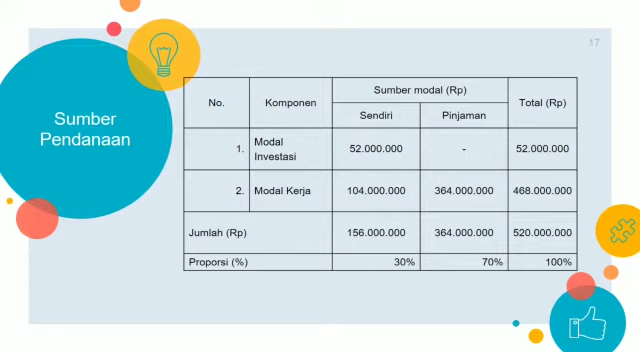 17
Sumber
Pendanaan
No. Komponen Sumber modal (Rp) Total (Rp)
Sendiri Pinjaman
1. Modal Investasi 52.000.000 - 52.000.000
2. Modal Kerja 104.000.000 364.000.000 468.000.000
Jumlah (Rp) 156.000.000 364.000.000 520.000.000
Proporsi (%) 30% 70% 100%